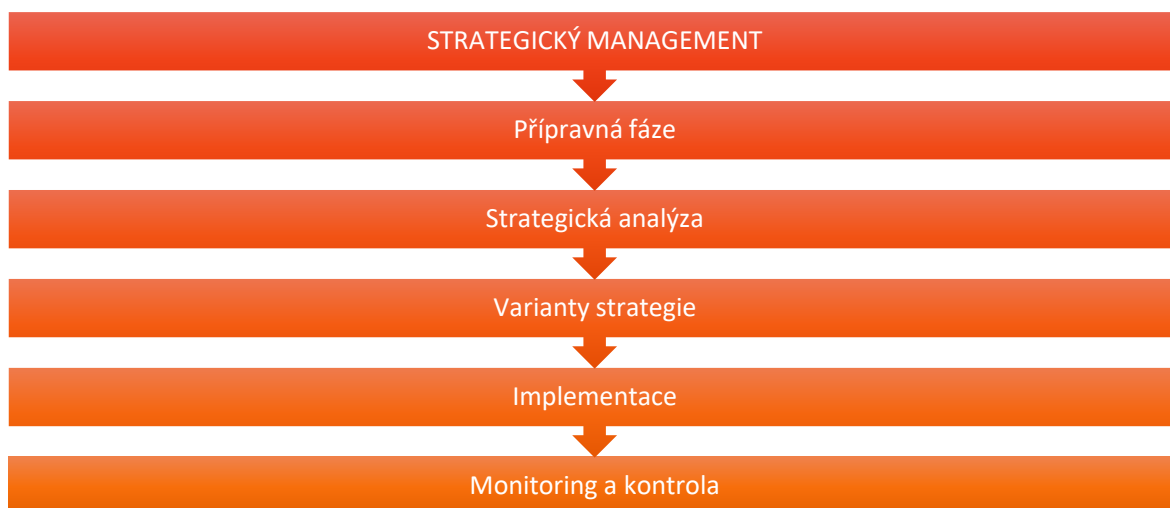 STRATEGICKÝ MANAGEMENT
Přípravná fáze
Strategická analýza
Varianty strategie
Implementace
Monitoring a kontrola